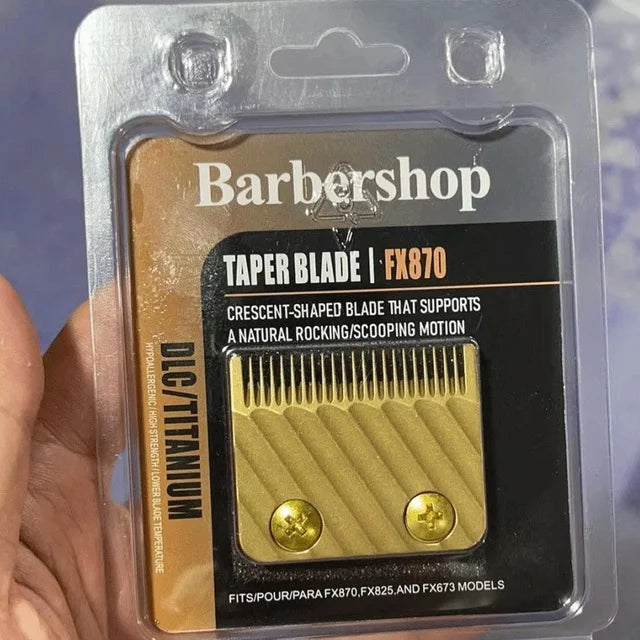 Barbershop
TAPER BLADE | FX870
CRESCENT-SHAPED BLADE THAT SUPPORTS
A NATURAL ROCKING/SCOOPING MOTION
DLC/TITANIUM
HYPOALLERGENIC/HIGH STRENGTH/LOWER BLADE TEMPERATURE
FITS/POUR/PARA FX870,FX825,AND FX673 MODELS